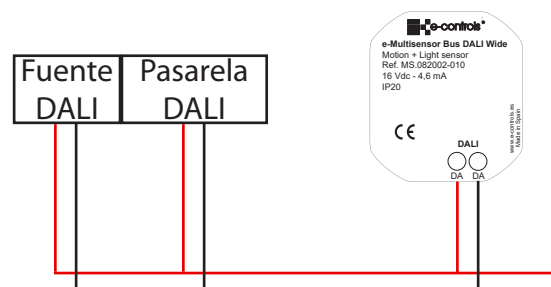 Fuente
DALI
Pasarela
DALI
e-controls®
e-Multisensor Bus DALI Wide
Motion + Light sensor
Ref. MS.082002-010
16 Vdc - 4,6 mA
IP20
CE
www.e-controls.es
Made in Spain
DALI
DA DA